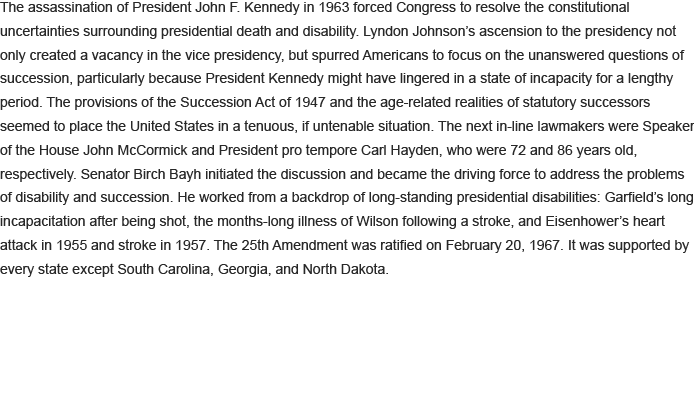 The assassination of President John F. Kennedy in 1963 forced Congress to resolve the constitutional
uncertainties surrounding presidential death and disability. Lyndon Johnson’s ascension to the presidency not
only created a vacancy in the vice presidency, but spurred Americans to focus on the unanswered questions of
succession, particularly because President Kennedy might have lingered in a state of incapacity for a lengthy
period. The provisions of the Succession Act of 1947 and the age-related realities of statutory successors
seemed to place the United States in a tenuous, if untenable situation. The next in-line lawmakers were Speaker
of the House John McCormick and President pro tempore Carl Hayden, who were 72 and 86 years old,
respectively. Senator Birch Bayh initiated the discussion and became the driving force to address the problems
of disability and succession. He worked from a backdrop of long-standing presidential disabilities: Garfield’s long
incapacitation after being shot, the months-long illness of Wilson following a stroke, and Eisenhower’s heart
attack in 1955 and stroke in 1957. The 25th Amendment was ratified on February 20, 1967. It was supported by
every state except South Carolina, Georgia, and North Dakota.